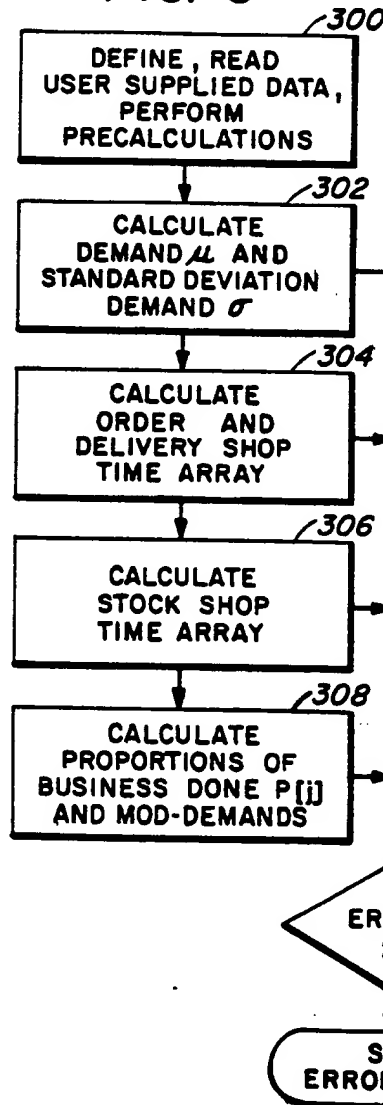 300
DEFINE, READ
USER SUPPLIED DATA,
PERFORM
PRECALCULATIONS
302
CALCULATE
DEMAND μ AND
STANDARD DEVIATION
DEMAND σ
304
CALCULATE
ORDER AND
DELIVERY SHOP
TIME ARRAY
306
CALCULATE
STOCK SHOP
TIME ARRAY
308
CALCULATE
PROPORTIONS OF
BUSINESS DONE P[j]
AND MOD-DEMANDS